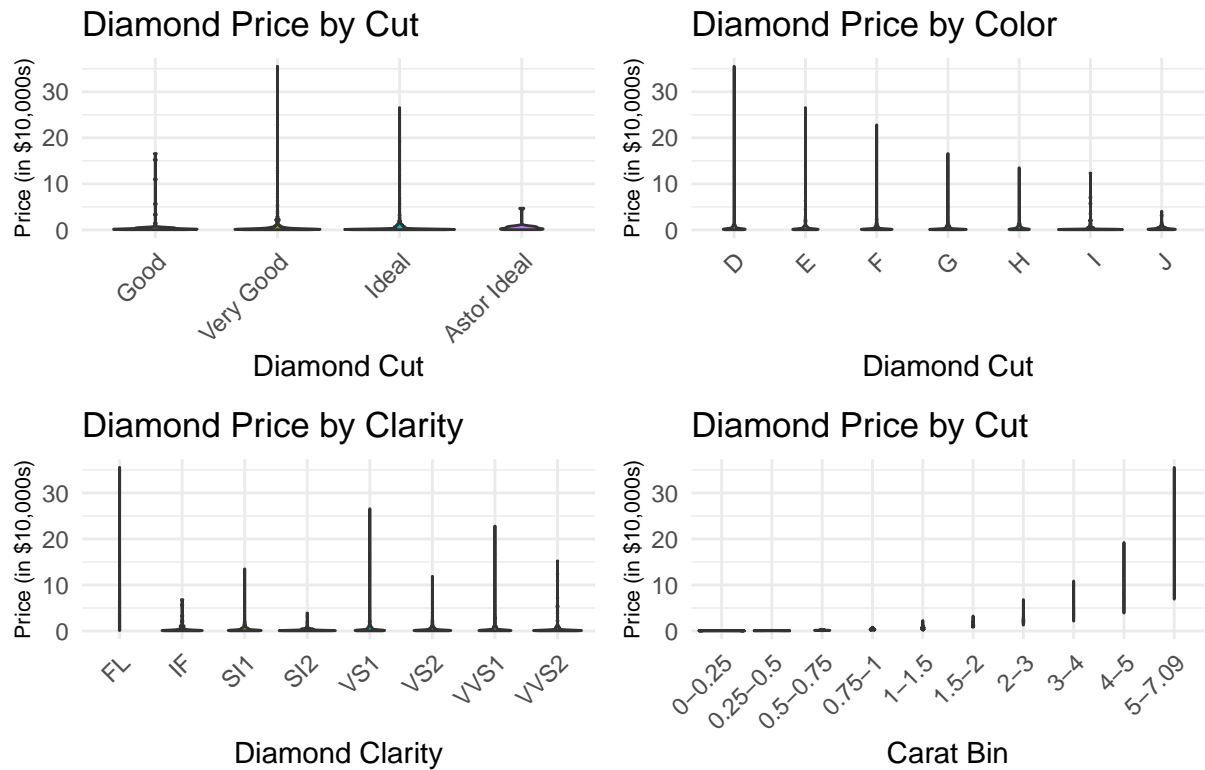 Diamond Price by Cut
Price (in $10,000s)
30
20
10
0
Good
Very Good
Ideal
Astor Ideal
Diamond Cut
Diamond Price by Color
Price (in $10,000s)
30
20
10
0
D
E
F
G
H
I
J
Diamond Cut
Diamond Price by Clarity
Price (in $10,000s)
30
20
10
0
FL
IF
SI1
SI2
VS1
VS2
VVS1
VVS2
Diamond Clarity
Diamond Price by Cut
Price (in $10,000s)
30
20
10
0
0–0.25
0.25–0.5
0.5–0.75
0.75–1
1–1.5
1.5–2
2–3
3–4
4–5
5–7.09
Carat Bin